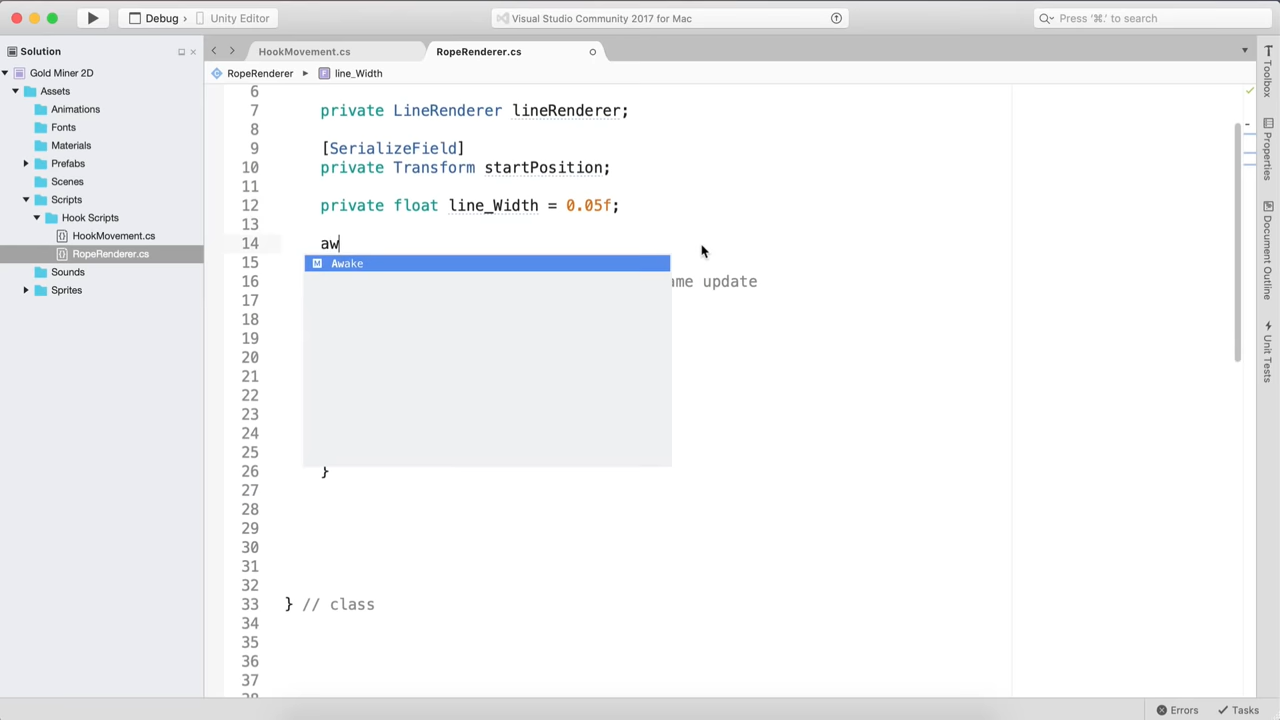 Debug › Unity Editor
Visual Studio Community 2017 for Mac
Press '⌘.' to search
Solution
HookMovement.cs
RopeRenderer.cs
Toolbox
Properties
Document Outline
Unit Tests
Gold Miner 2D
Assets
Animations
Fonts
Materials
Prefabs
Scenes
Scripts
Hook Scripts
HookMovement.cs
RopeRenderer.cs
Sounds
Sprites
RopeRenderer ▸ line_Width
6
7 private LineRenderer lineRenderer;
8
9 [SerializeField]
10 private Transform startPosition;
11
12 private float line_Width = 0.05f;
13
14 aw
Awake
15
16 ame update
17
18
19
20
21
22
23
24
25
26 }
27
28
29
30
31
32
33 } // class
34
35
36
37
Errors
Tasks